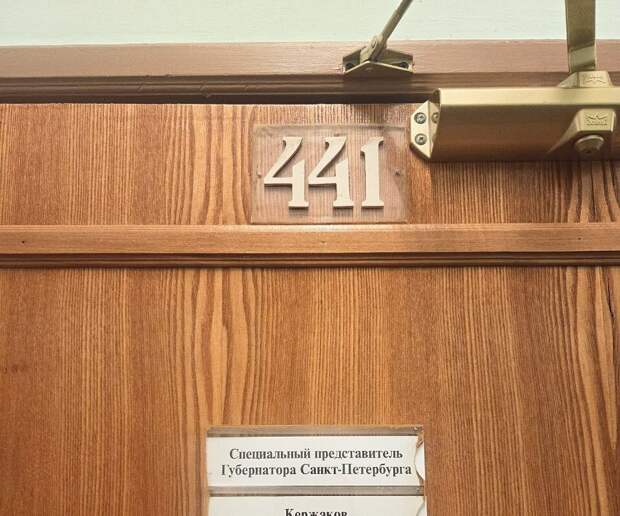 441
Специальный представитель
Губернатора Санкт-Петербурга
Кержаков